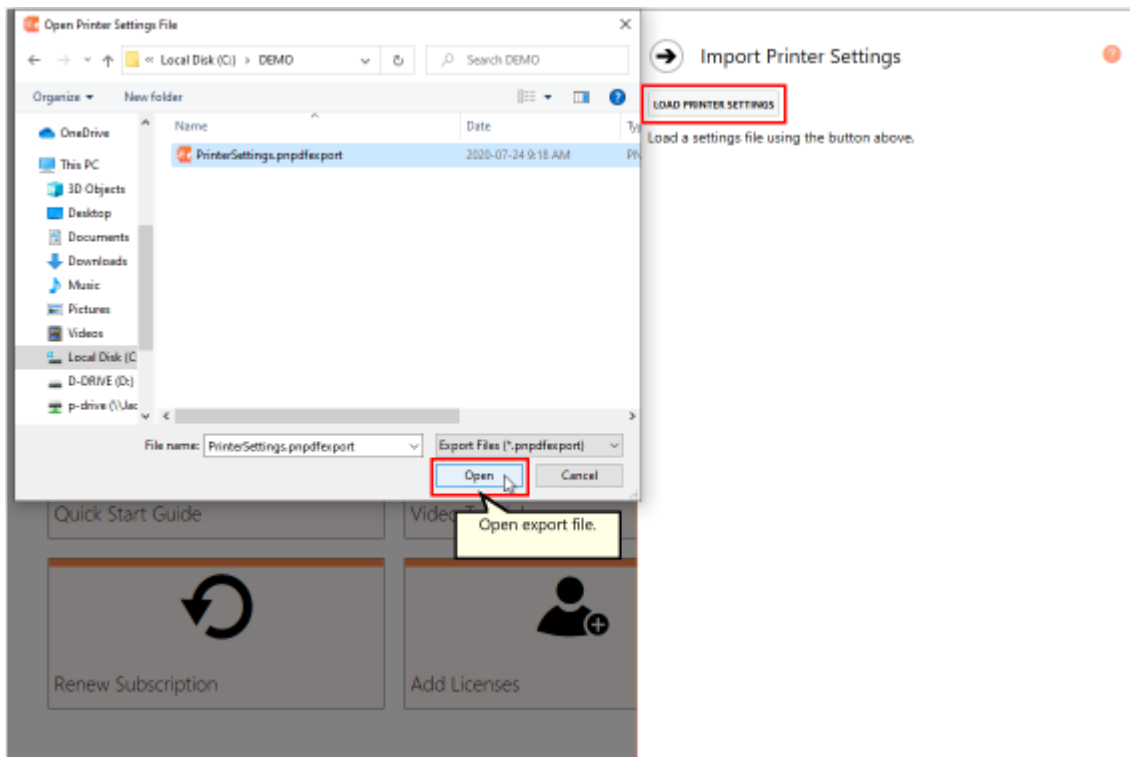 Open Printer Settings File
« Local Disk (C:) > DEMO
Search DEMO
Organize
New folder
Name
Date
OneDrive
This PC
3D Objects
Desktop
Documents
Downloads
Music
Pictures
Videos
Local Disk (C
D-DRIVE (D:)
p-drive (\\Jac
PrinterSettings.pnpdfexport
2020-07-24 9:18 AM
PN
File name:
PrinterSettings.pnpdfexport
Export Files (*.pnpdfexport)
Open
Cancel
Open export file.
Import Printer Settings
LOAD PRINTER SETTINGS
Load a settings file using the button above.
Quick Start Guide
Renew Subscription
Add Licenses